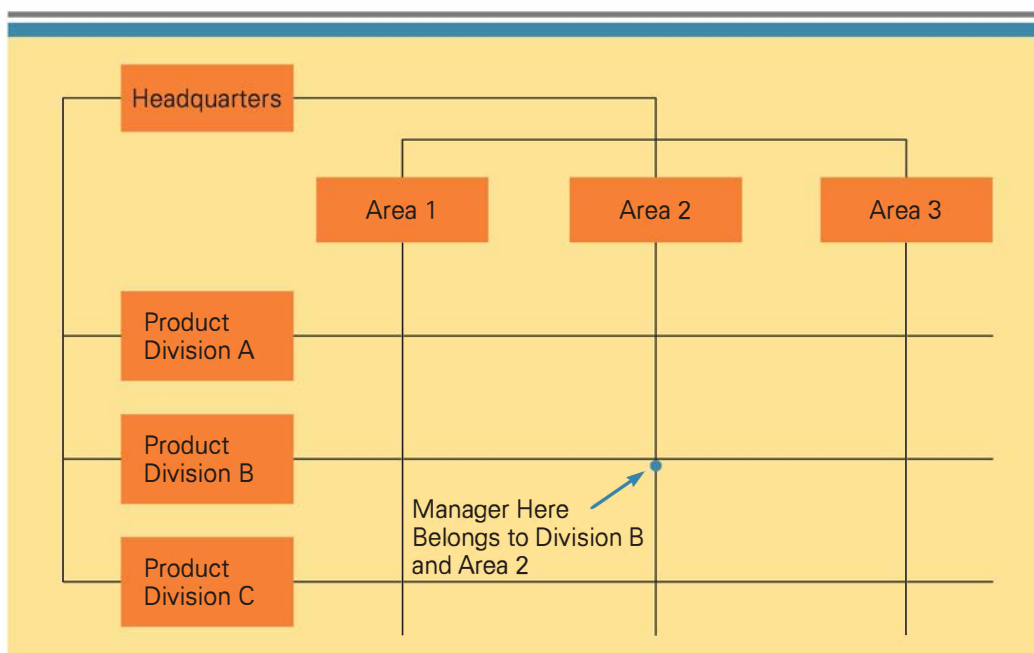 Headquarters
Area 1
Area 2
Area 3
Product
Division A
Product
Division B
Manager Here
Belongs to Division B
and Area 2
Product
Division C